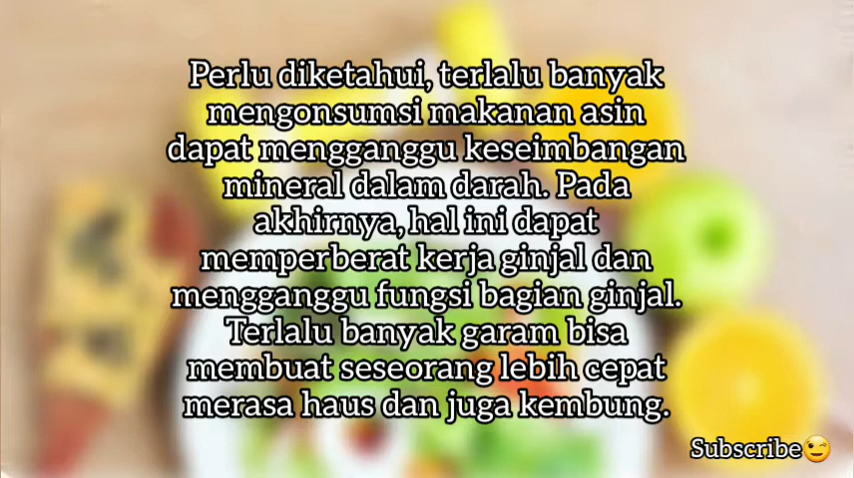 Perlu diketahui, terlalu banyak
mengonsumsi makanan asin
dapat mengganggu keseimbangan
mineral dalam darah. Pada
akhirnya, hal ini dapat
memperberat kerja ginjal dan
mengganggu fungsi bagian ginjal.
Terlalu banyak garam bisa
membuat seseorang lebih cepat
merasa haus dan juga kembung.
Subscribe😉